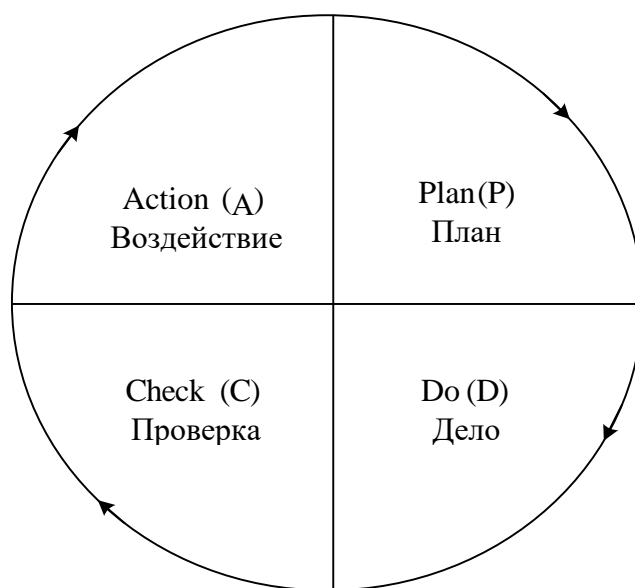 Action (A)
Воздействие
Plan(P)
План
Check (C)
Проверка
Do (D)
Дело